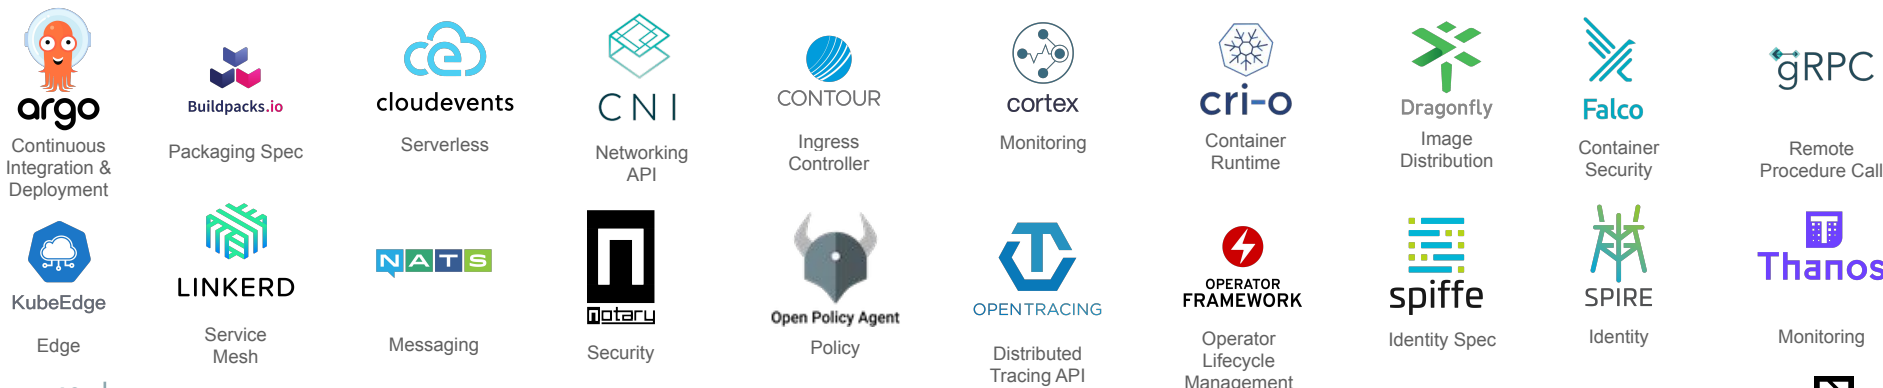 argo
Continuous
Integration &
Deployment
Buildpacks.io
Packaging Spec
cloudevents
Serverless
CNI
Networking
API
CONTOUR
Ingress
Controller
cortex
Monitoring
cri-o
Container
Runtime
Dragonfly
Image
Distribution
Falco
Container
Security
gRPC
Remote
Procedure Call
KubeEdge
Edge
LINKERD
Service
Mesh
NATS
Messaging
notary
Security
Open Policy Agent
Policy
OPENTRACING
Distributed
Tracing API
OPERATOR
FRAMEWORK
Operator
Lifecycle
Management
spiffe
Identity Spec
SPIRE
Identity
Thanos
Monitoring